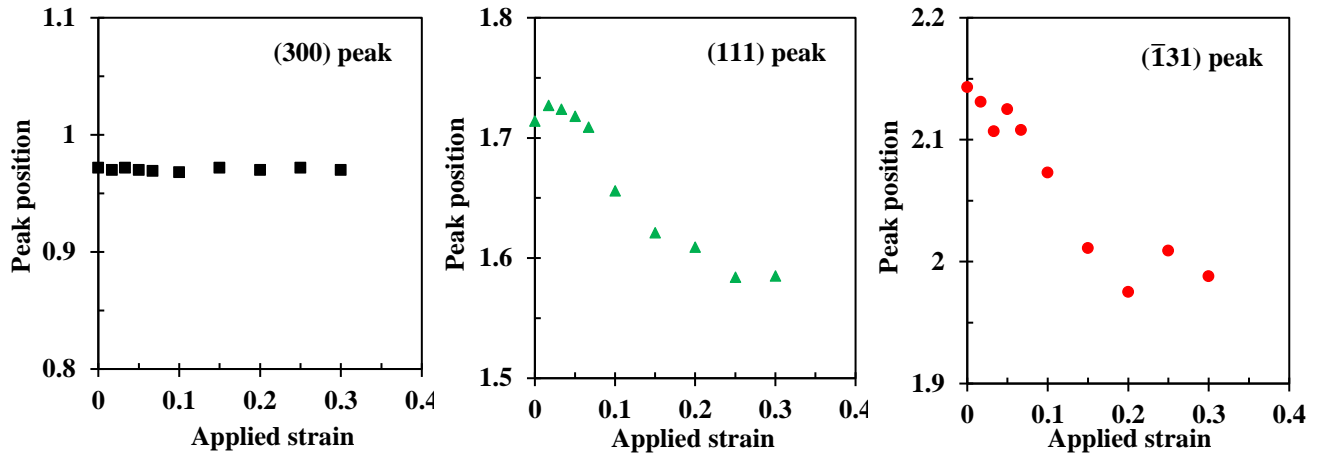 1.1
1
0.9
0.8
Peak position
(300) peak
0 0.1 0.2 0.3 0.4
Applied strain
1.8
1.7
1.6
1.5
Peak position
(111) peak
0 0.1 0.2 0.3 0.4
Applied strain
2.2
2.1
2
1.9
Peak position
(1̅31) peak
0 0.1 0.2 0.3 0.4
Applied strain